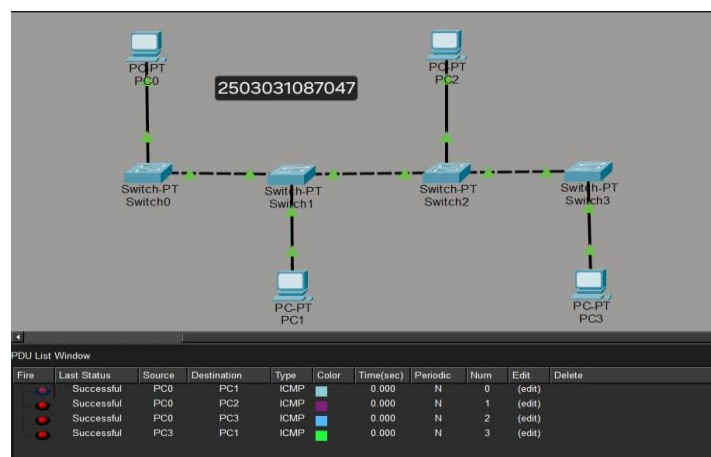 PC-PT
PC0
2503031087047
PC-PT
PC2
Switch-PT
Switch0
Switch-PT
Switch1
Switch-PT
Switch2
Switch-PT
Switch3
PC-PT
PC1
PC-PT
PC3
PDU List Window
Fire Last Status Source Destination Type Color Time(sec) Periodic Num Edit Delete
Successful PC0 PC1 ICMP 0.000 N 0 (edit)
Successful PC0 PC2 ICMP 0.000 N 1 (edit)
Successful PC0 PC3 ICMP 0.000 N 2 (edit)
Successful PC3 PC1 ICMP 0.000 N 3 (edit)